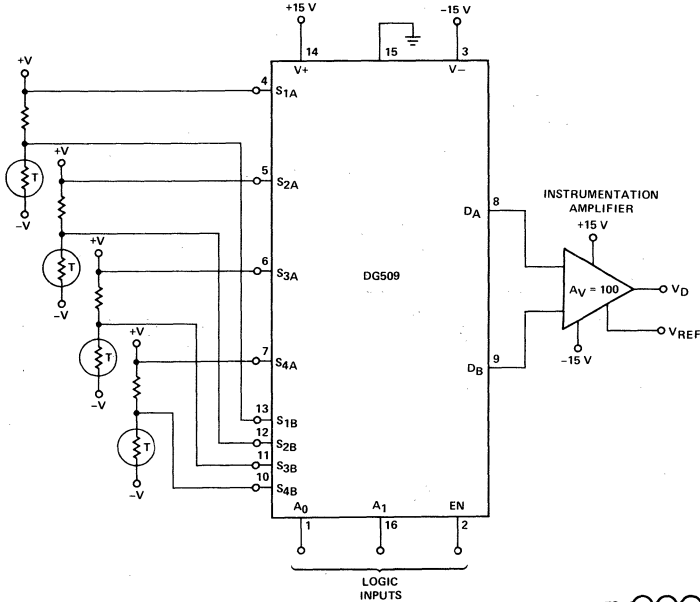 +15 V
-15 V
14
15
3
V+
V-
+V
4
S1A
T
-V
+V
5
S2A
T
-V
+V
6
S3A
T
-V
+V
7
S4A
T
-V
DG509
13
S1B
12
S2B
11
S3B
10
S4B
8
DA
9
DB
INSTRUMENTATION
AMPLIFIER
+15 V
AV = 100
VD
VREF
-15 V
A0
A1
EN
1
16
2
LOGIC
INPUTS